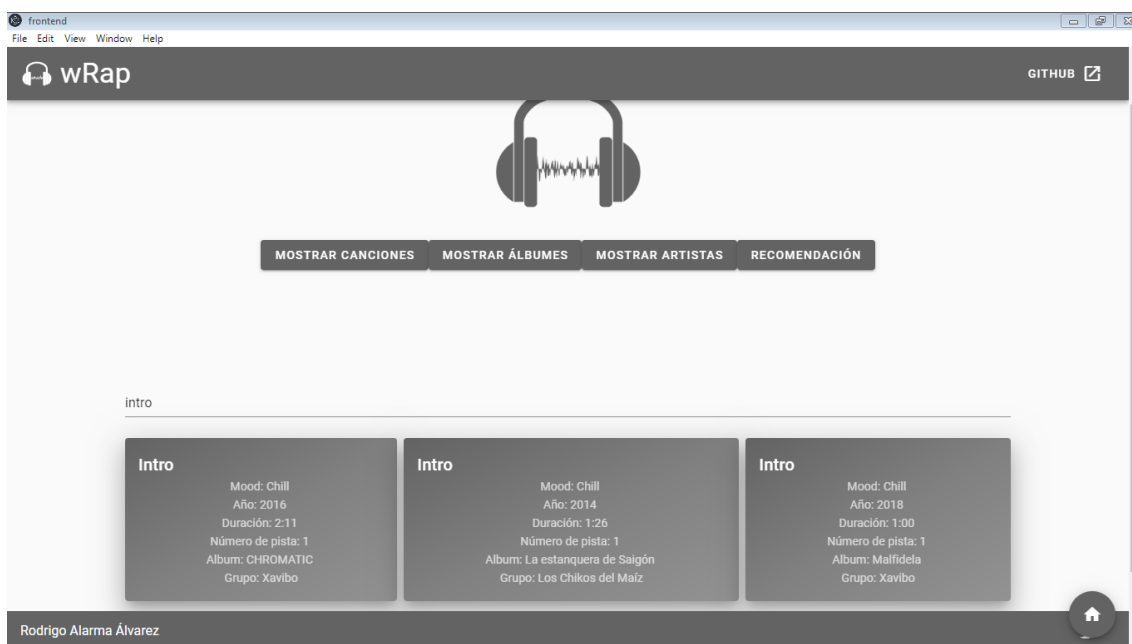 frontend
File Edit View Window Help
wRap
GITHUB
MOSTRAR CANCIONES MOSTRAR ÁLBUMES MOSTRAR ARTISTAS RECOMENDACIÓN
intro
Intro
Mood: Chill
Año: 2016
Duración: 2:11
Número de pista: 1
Album: CHROMATIC
Grupo: Xavibo
Intro
Mood: Chill
Año: 2014
Duración: 1:26
Número de pista: 1
Album: La estanquera de Saigón
Grupo: Los Chikos del Maíz
Intro
Mood: Chill
Año: 2018
Duración: 1:00
Número de pista: 1
Album: Malfidela
Grupo: Xavibo
Rodrigo Alarma Álvarez